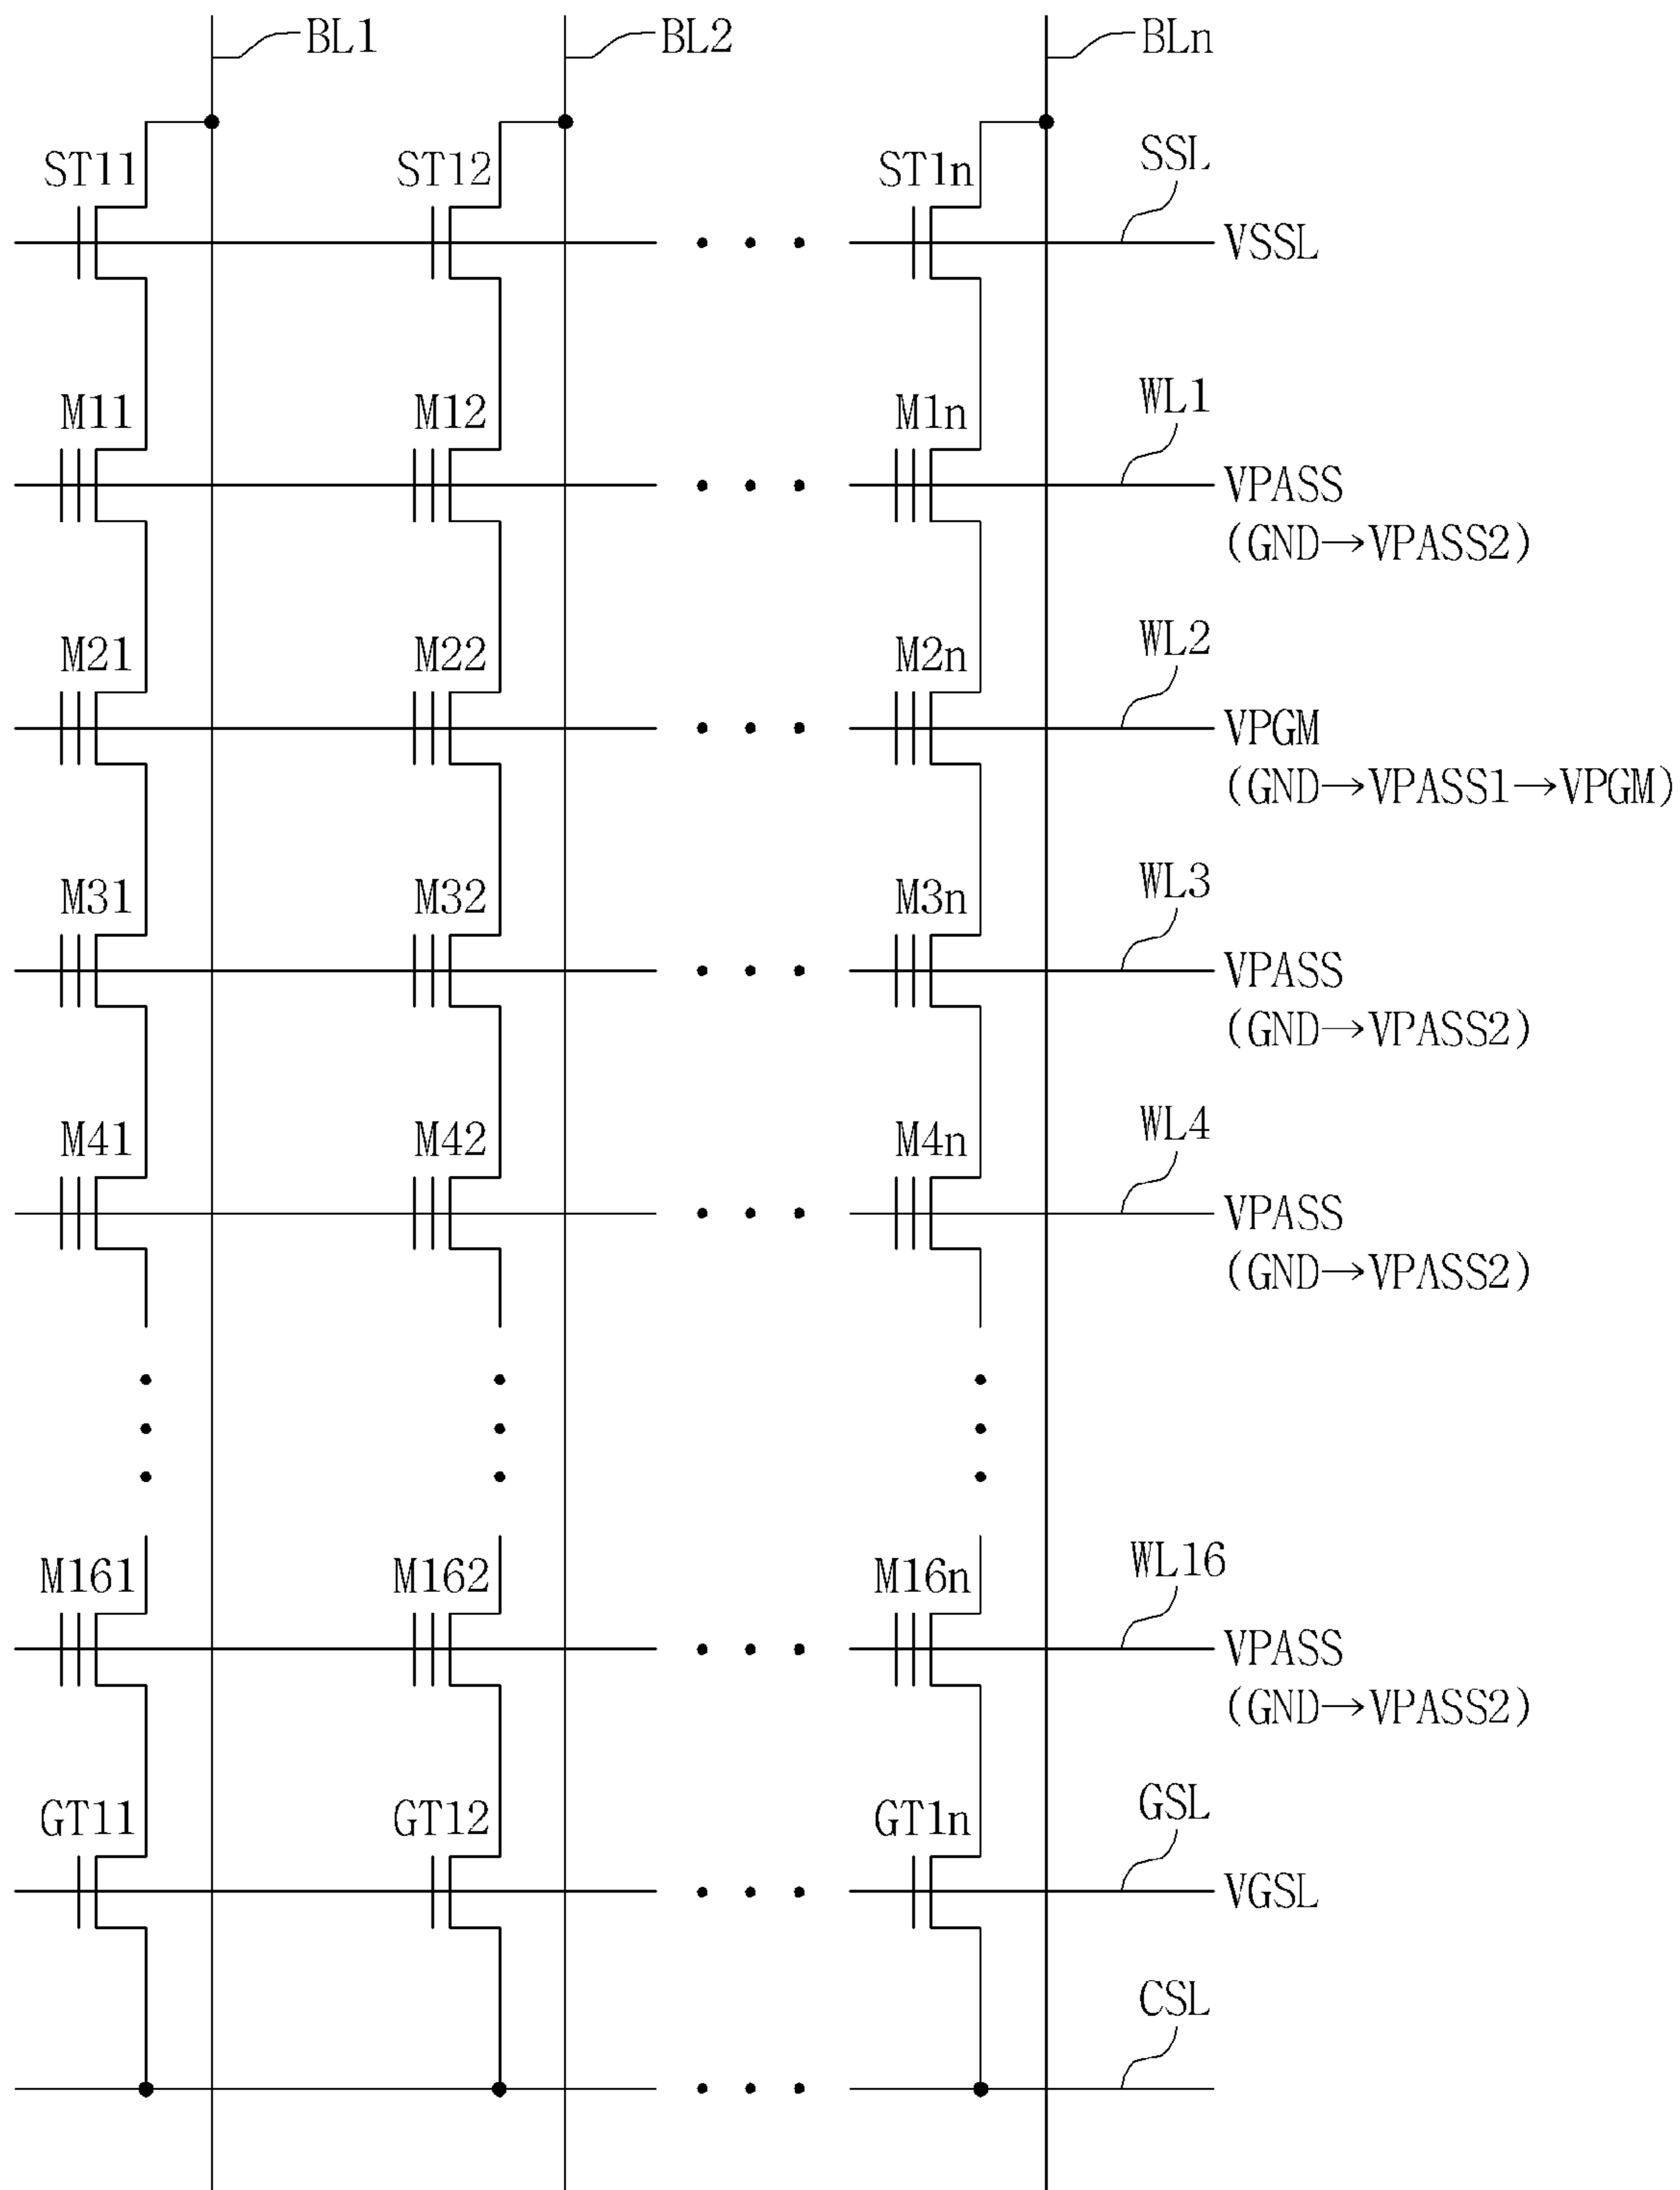 BL1 BL2 BLn
ST11 ST12 ST1n SSL
VSSL
M11 M12 M1n WL1
VPASS
(GND→VPASS2)
M21 M22 M2n WL2
VPGM
(GND→VPASS1→VPGM)
M31 M32 M3n WL3
VPASS
(GND→VPASS2)
M41 M42 M4n WL4
VPASS
(GND→VPASS2)
M161 M162 M16n WL16
VPASS
(GND→VPASS2)
GT11 GT12 GT1n GSL
VGSL
CSL